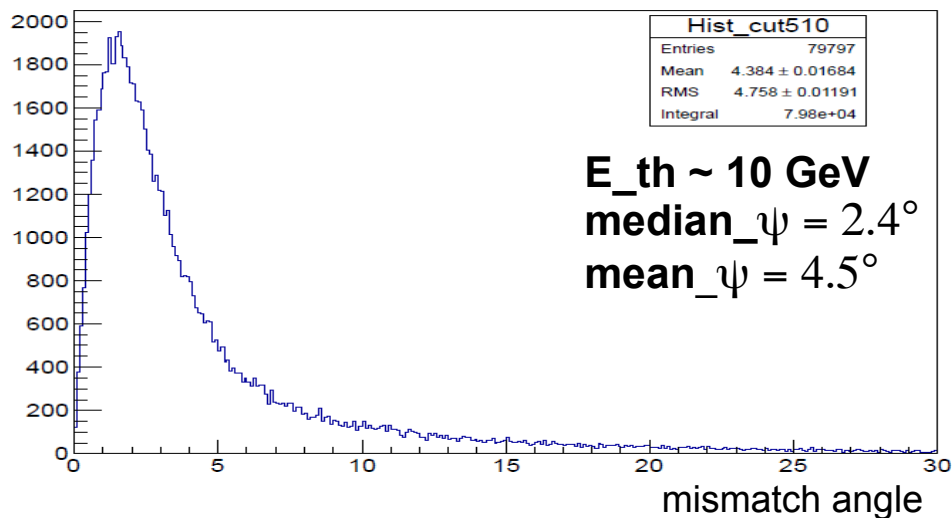 2000
1800
1600
1400
1200
1000
800
600
400
200
0
Hist_cut510
Entries 79797
Mean 4.384 ± 0.01684
RMS 4.758 ± 0.01191
Integral 7.98e+04
E_th ~ 10 GeV
median_ψ = 2.4°
mean_ψ = 4.5°
0 5 10 15 20 25 30
mismatch angle